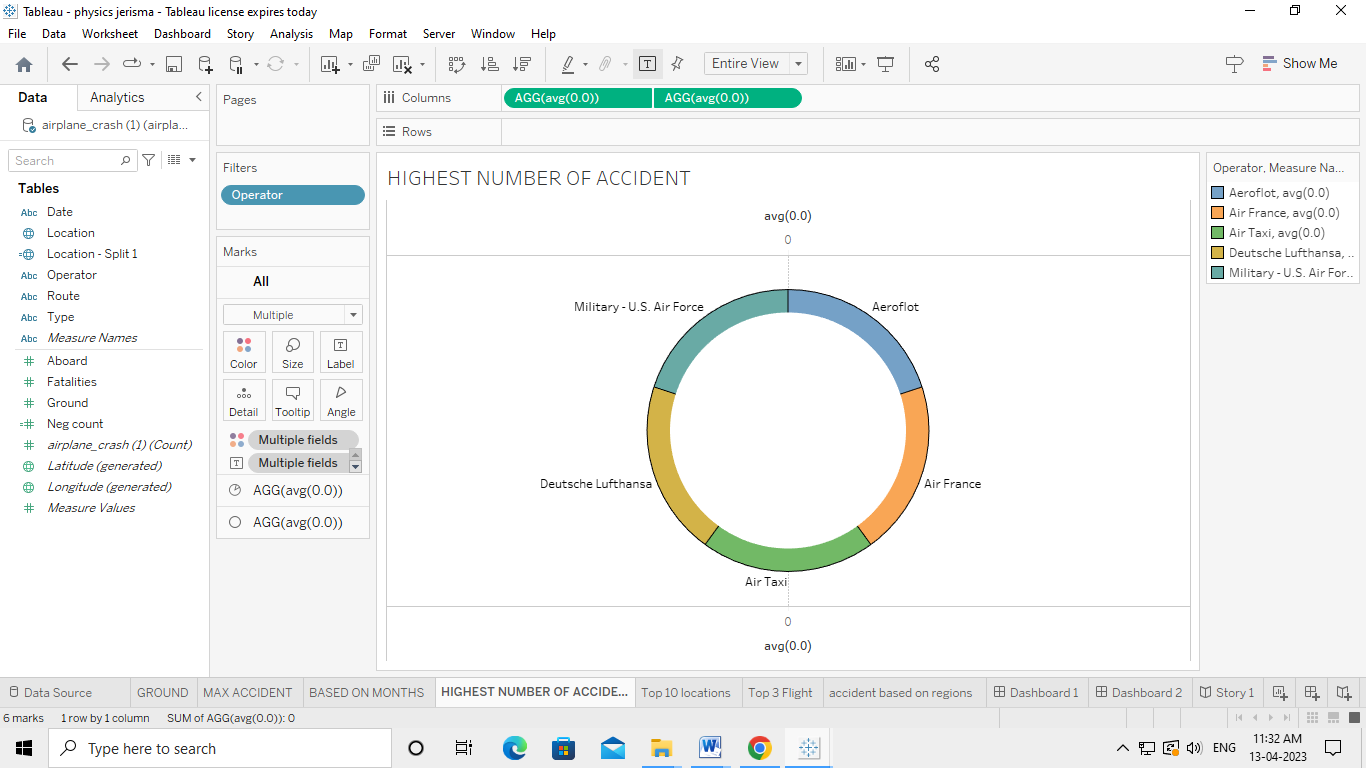 Tableau - physics jerisma - Tableau license expires today
File Data Worksheet Dashboard Story Analysis Map Format Server Window Help
Entire View
Show Me
Data Analytics
airplane_crash (1) (airpla...
Search
Tables
Abc Date
Location
Location - Split 1
Abc Operator
Abc Route
Abc Type
Abc Measure Names
Aboard
Fatalities
Ground
Neg count
airplane_crash (1) (Count)
Latitude (generated)
Longitude (generated)
Measure Values
Pages
Filters
Operator
Marks
All
Multiple
Color Size Label
Detail Tooltip Angle
Multiple fields
Multiple fields
AGG(avg(0.0))
AGG(avg(0.0))
Columns AGG(avg(0.0)) AGG(avg(0.0))
Rows
HIGHEST NUMBER OF ACCIDENT
avg(0.0)
0
Military - U.S. Air Force Aeroflot
Deutsche Lufthansa Air France
Air Taxi
0
avg(0.0)
Operator, Measure Na...
Aeroflot, avg(0.0)
Air France, avg(0.0)
Air Taxi, avg(0.0)
Deutsche Lufthansa, ..
Military - U.S. Air For..
Data Source GROUND MAX ACCIDENT BASED ON MONTHS HIGHEST NUMBER OF ACCIDE... Top 10 locations Top 3 Flight accident based on regions Dashboard 1 Dashboard 2 Story 1
6 marks 1 row by 1 column SUM of AGG(avg(0.0)): 0
Type here to search
ENG
11:32 AM
13-04-2023